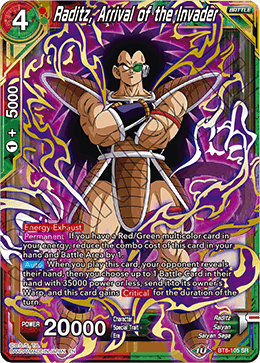 4
Raditz, Arrival of the Invader
BATTLE
1 + 5000
Energy-Exhaust
Permanent If you have a Red/Green multicolor card in
your energy, reduce the combo cost of this card in your
hand and Battle Area by 1.
Auto When you play this card, your opponent reveals
their hand, then you choose up to 1 Battle Card in their
hand with 35000 power or less, send it to its owner's
Warp, and this card gains Critical for the duration of the
turn.
POWER 20000
Character Raditz
Special Trait Saiyan
Era Saiyan Saga
BT8-105 SR